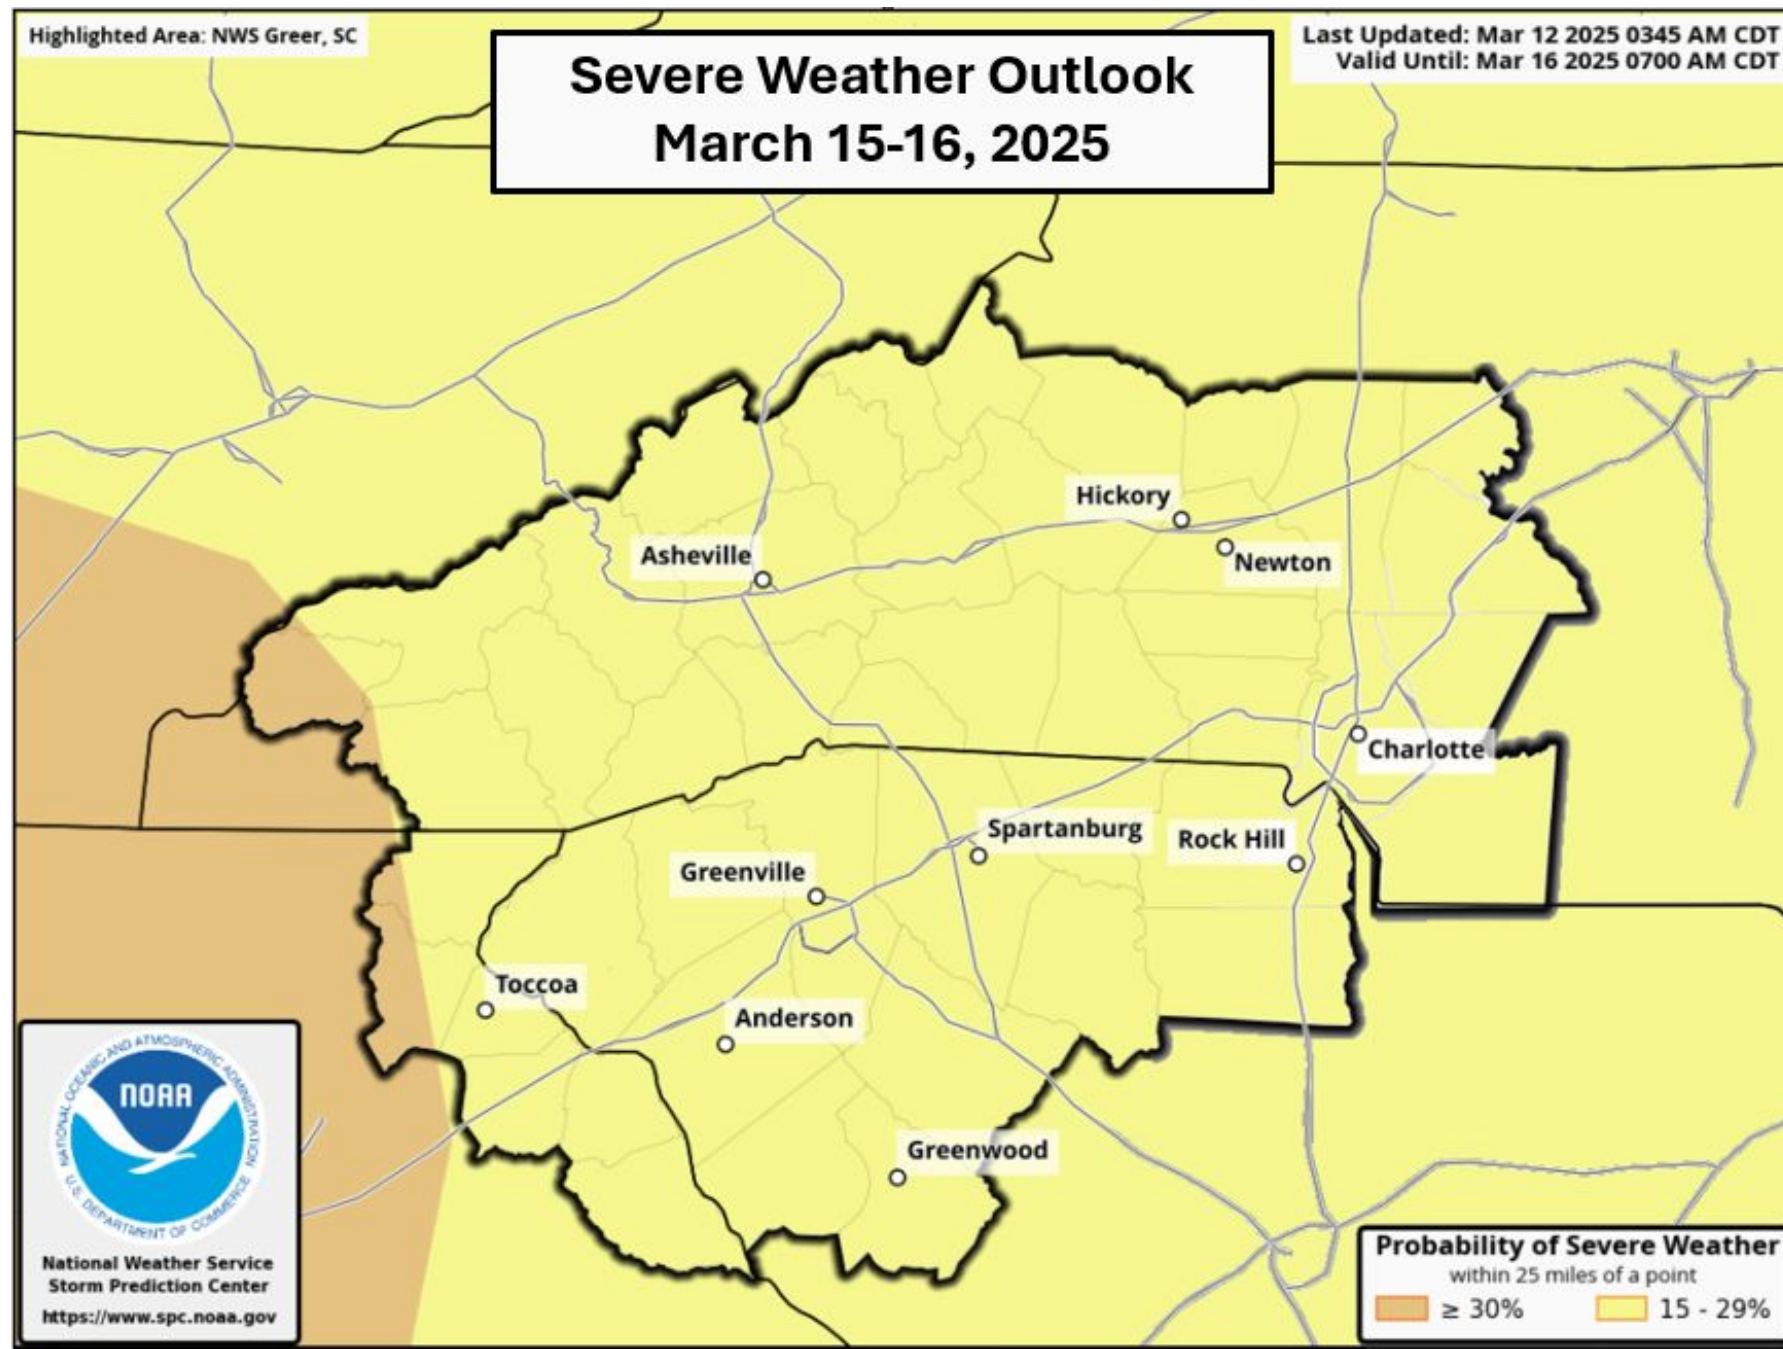 Highlighted Area: NWS Greer, SC
Severe Weather Outlook
March 15-16, 2025
Last Updated: Mar 12 2025 0345 AM CDT
Valid Until: Mar 16 2025 0700 AM CDT
Hickory
Asheville
Newton
Charlotte
Spartanburg
Rock Hill
Greenville
Toccoa
Anderson
Greenwood
NATIONAL OCEANIC AND ATMOSPHERIC ADMINISTRATION
NOAA
U.S. DEPARTMENT OF COMMERCE
National Weather Service
Storm Prediction Center
https://www.spc.noaa.gov
Probability of Severe Weather
within 25 miles of a point
≥ 30%
15 - 29%